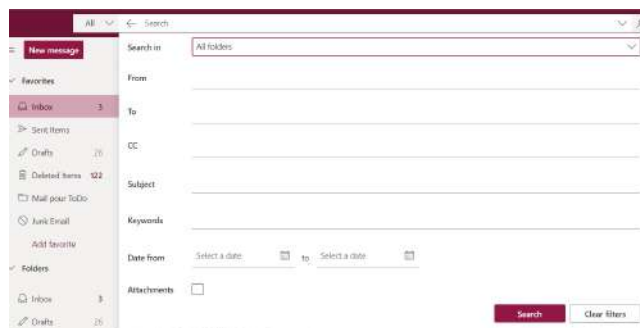 All
Search
New message
Search in
All folders
Favorites
From
Inbox 3
To
Sent Items
CC
Drafts 26
Deleted Items 122
Subject
Mail pour ToDo
Junk Email
Keywords
Add favorite
Date from
Select a date
to
Select a date
Folders
Attachments
Inbox 3
Search
Clear filters
Drafts 26